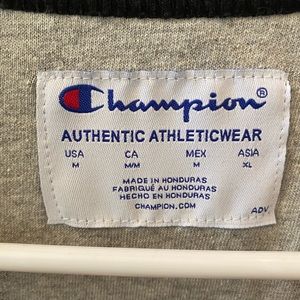 Champion®
AUTHENTIC ATHLETICWEAR
USA CA MEX ASIA
M M/M M XL
MADE IN HONDURAS
FABRIQUÉ AU HONDURAS
HECHO EN HONDURAS
CHAMPION.COM
ADV.